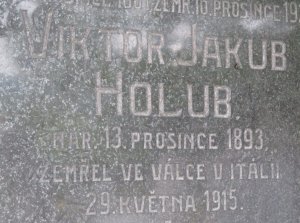 ZEMŘ. 10. PROSINCE
VIKTOR JAKUB
HOLUB
NAR. 13. PROSINCE 1893,
ZEMŘEL VE VÁLCE V ITÁLII
29. KVĚTNA 1915.